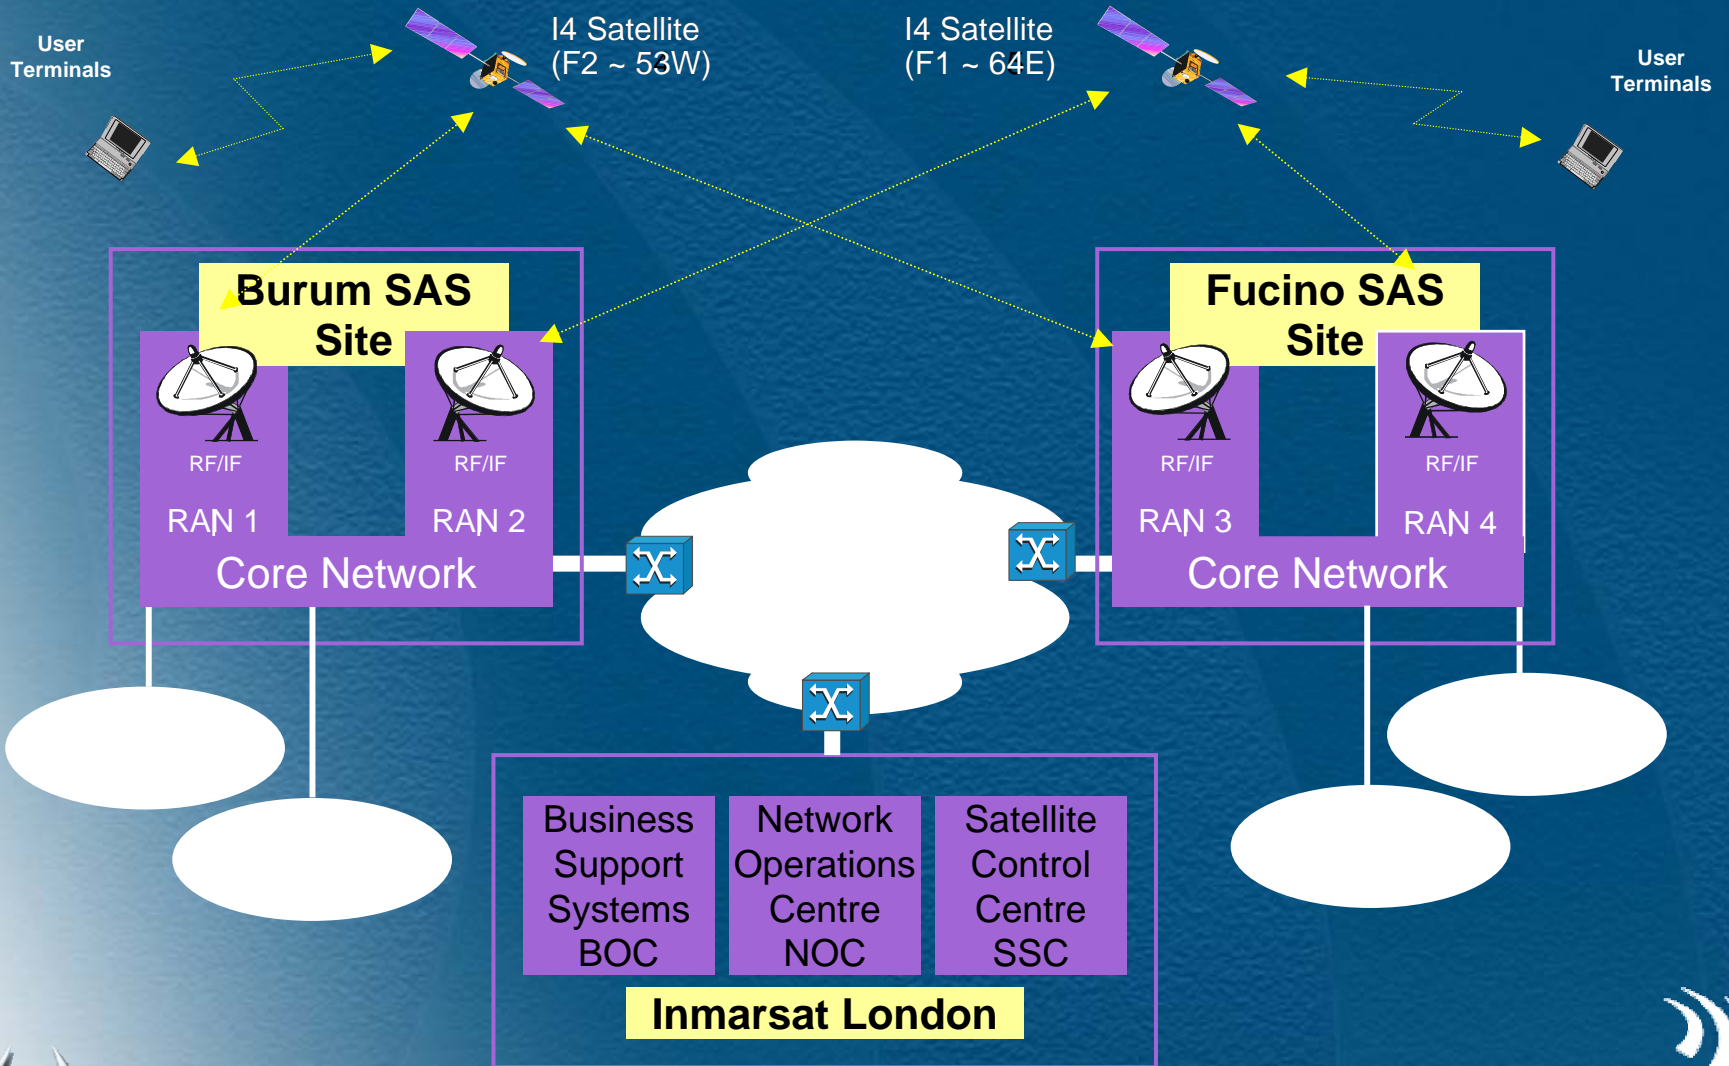 User
Terminals
I4 Satellite
(F2 ~ 53W)
I4 Satellite
(F1 ~ 64E)
User
Terminals
Burum SAS
Site
Fucino SAS
Site
RF/IF
RF/IF
RF/IF
RF/IF
RAN 1
RAN 2
RAN 3
RAN 4
Core Network
Core Network
Business
Support
Systems
BOC
Network
Operations
Centre
NOC
Satellite
Control
Centre
SSC
Inmarsat London